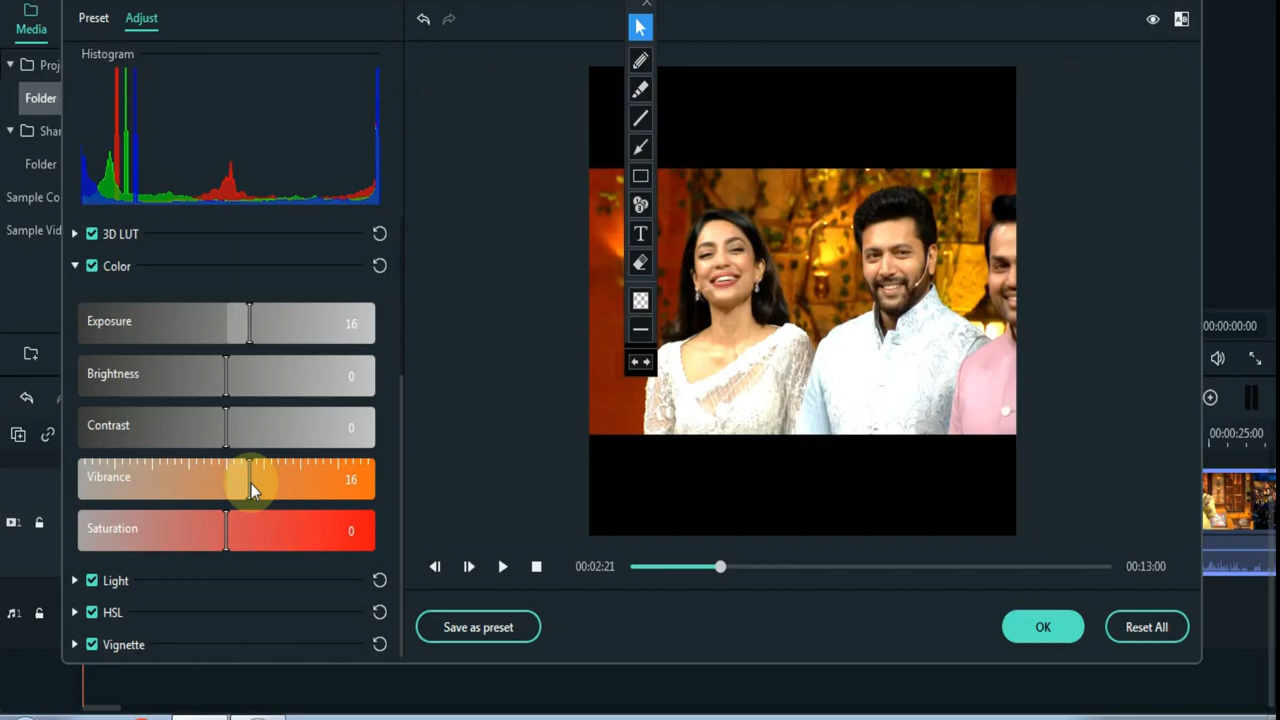 Media
Preset Adjust
Histogram
Proj
Folder
Shar
Folder
Sample Co
Sample Vid
3D LUT
Color
Exposure 16
Brightness 0
Contrast 0
Vibrance 16
Saturation 0
Light
HSL
Vignette
T
00:02:21
00:13:00
Save as preset
OK
Reset All
00:00:00:00
00:00:25:00
1
1